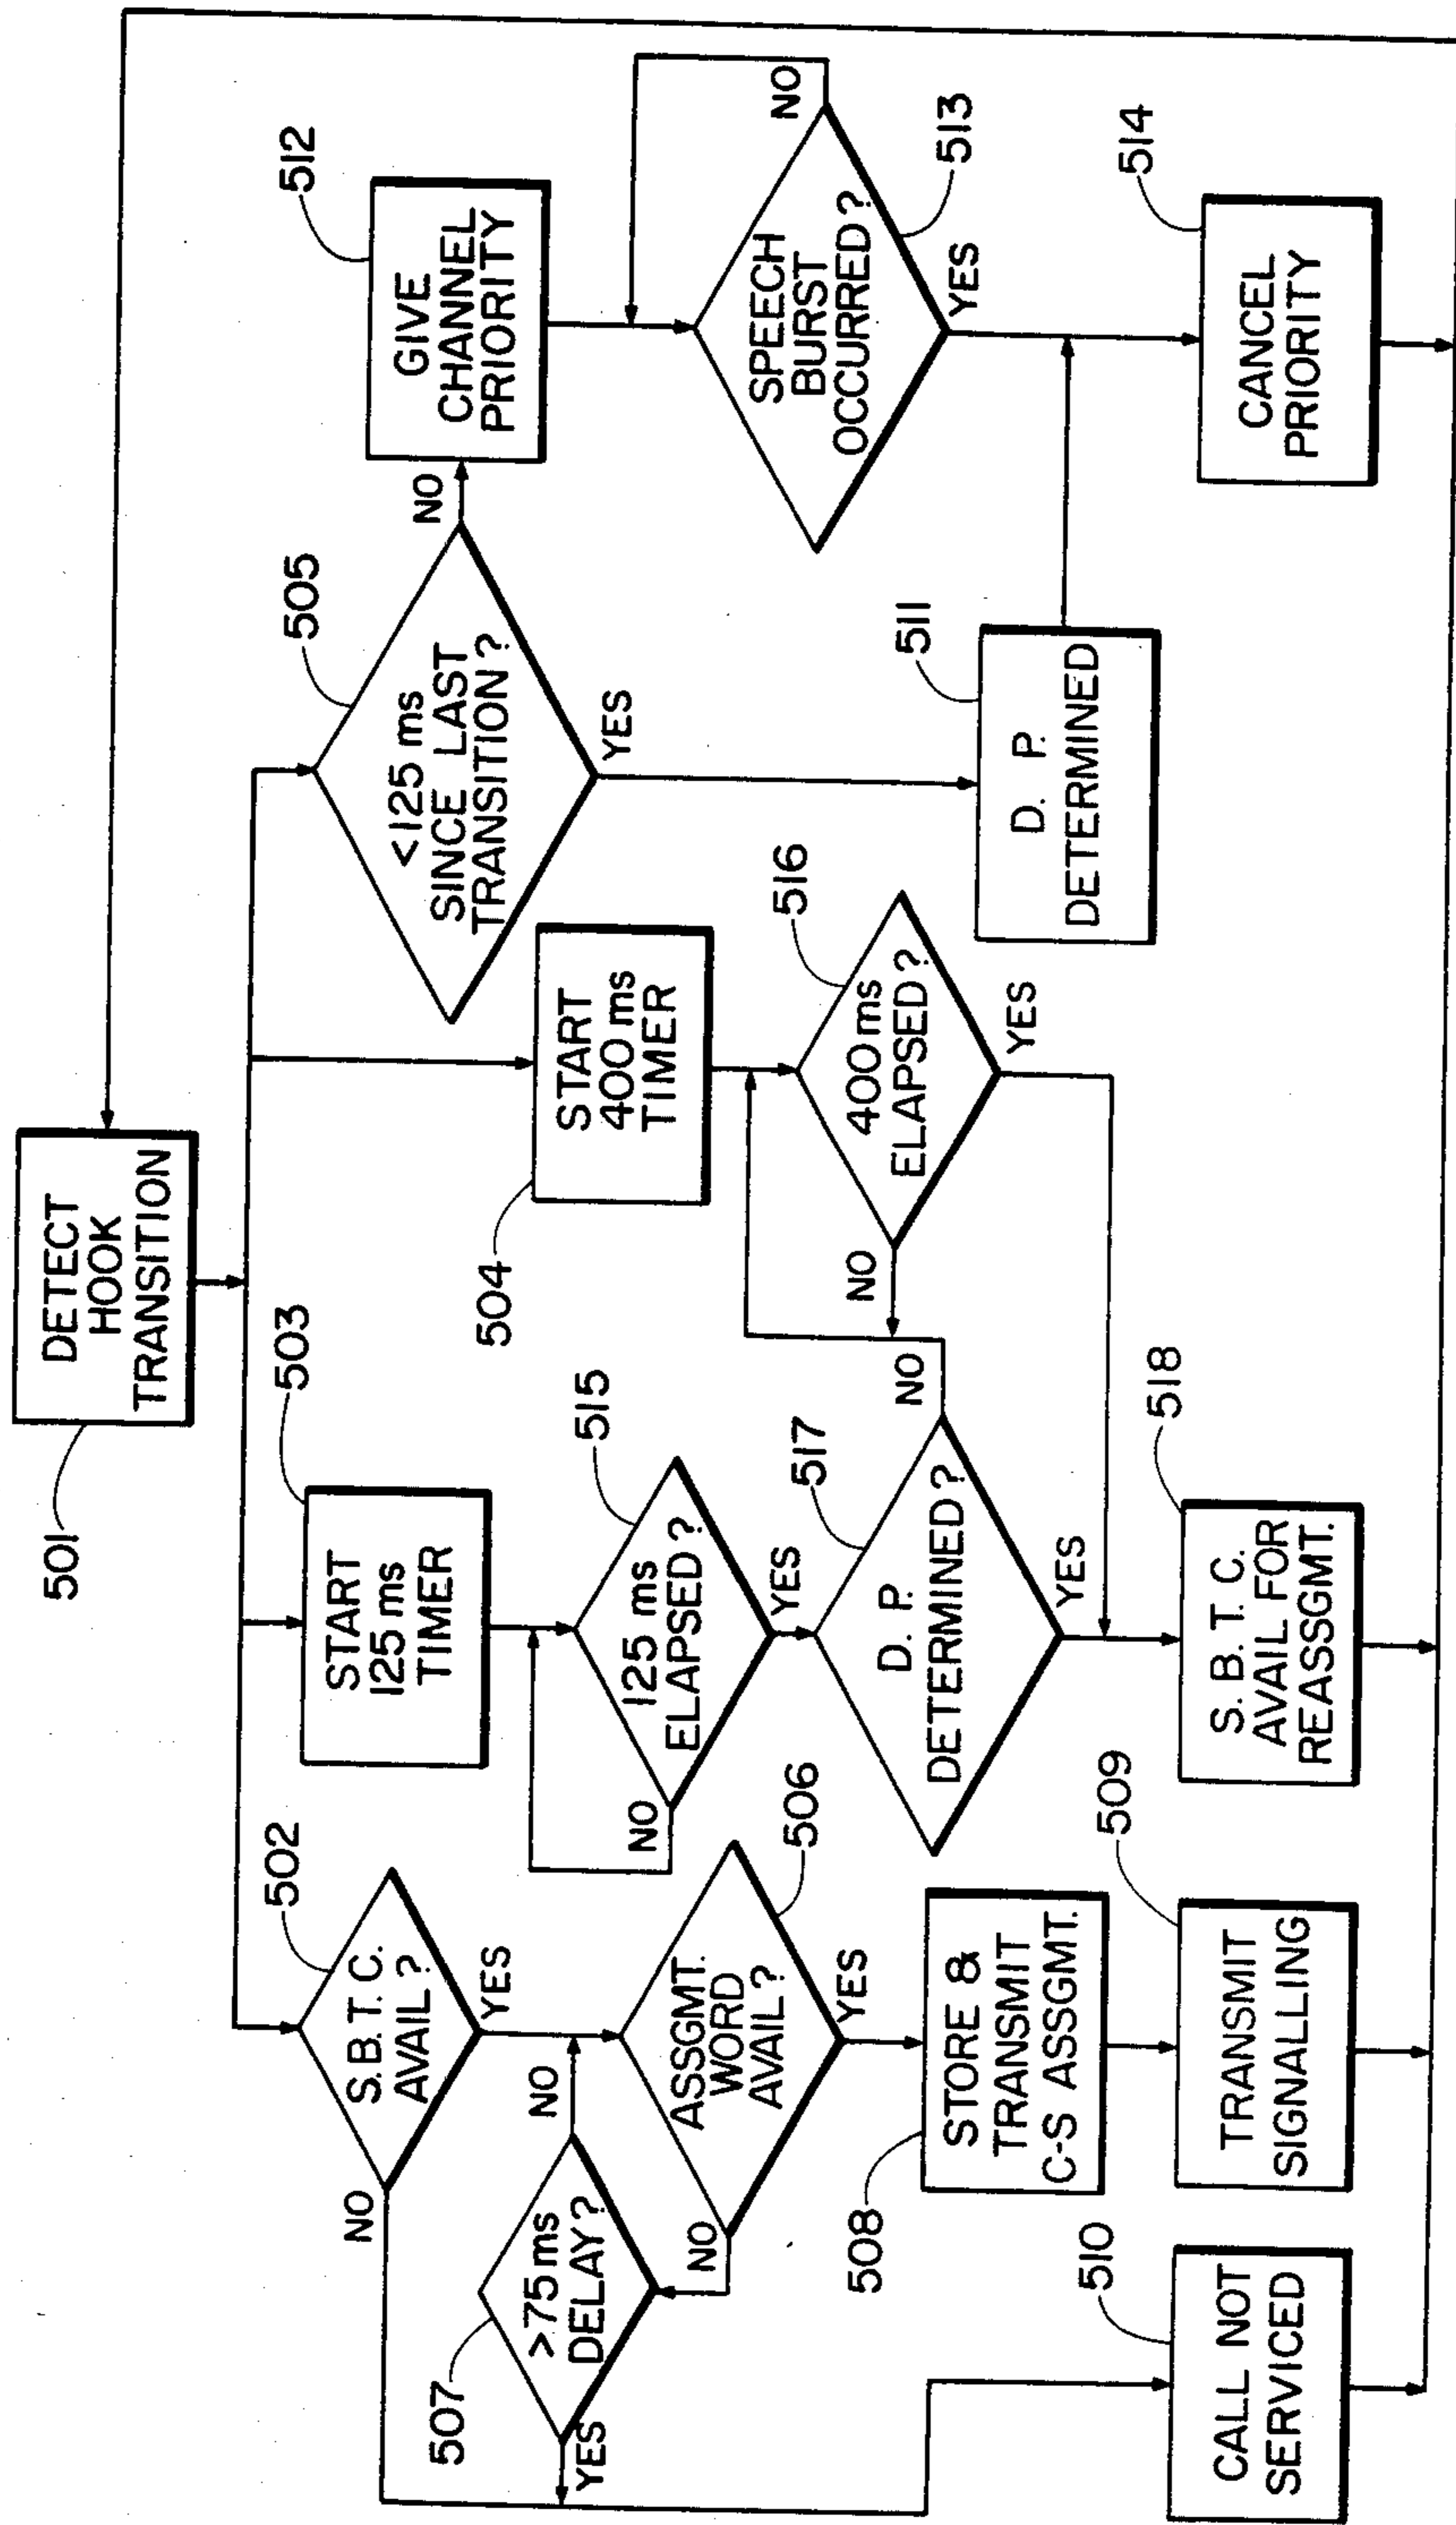 DETECT
HOOK
TRANSITION
501
502
S.B.T.C.
AVAIL?
NO
YES
503
START
125 ms
TIMER
504
START
400 ms
TIMER
505
<125 ms
SINCE LAST
TRANSITION?
NO
YES
512
GIVE
CHANNEL
PRIORITY
507
>75 ms
DELAY?
NO
YES
506
ASSGMT.
WORD
AVAIL?
NO
YES
515
125 ms
ELAPSED?
NO
YES
516
400 ms
ELAPSED?
NO
YES
513
SPEECH
BURST
OCCURRED?
NO
YES
508
STORE &
TRANSMIT
C-S ASSGMT.
517
D. P.
DETERMINED?
NO
YES
511
D. P.
DETERMINED
510
CALL NOT
SERVICED
509
TRANSMIT
SIGNALLING
518
S. B. T. C.
AVAIL FOR
REASSGMT.
514
CANCEL
PRIORITY